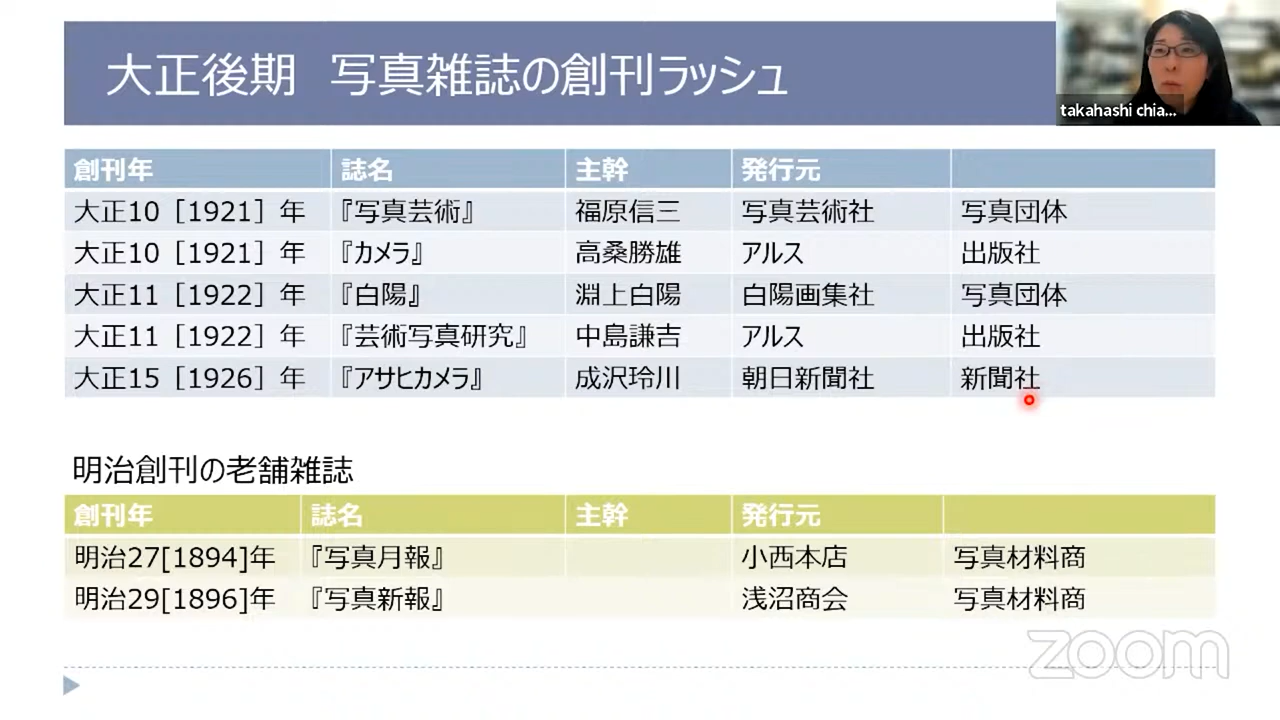 大正後期　写真雑誌の創刊ラッシュ
takahashi chia...
創刊年 誌名 主幹 発行元
大正10［1921］年 『写真芸術』 福原信三 写真芸術社 写真団体
大正10［1921］年 『カメラ』 高桑勝雄 アルス 出版社
大正11［1922］年 『白陽』 淵上白陽 白陽画集社 写真団体
大正11［1922］年 『芸術写真研究』 中島謙吉 アルス 出版社
大正15［1926］年 『アサヒカメラ』 成沢玲川 朝日新聞社 新聞社
明治創刊の老舗雑誌
創刊年 誌名 主幹 発行元
明治27[1894]年 『写真月報』 小西本店 写真材料商
明治29[1896]年 『写真新報』 浅沼商会 写真材料商
zoom